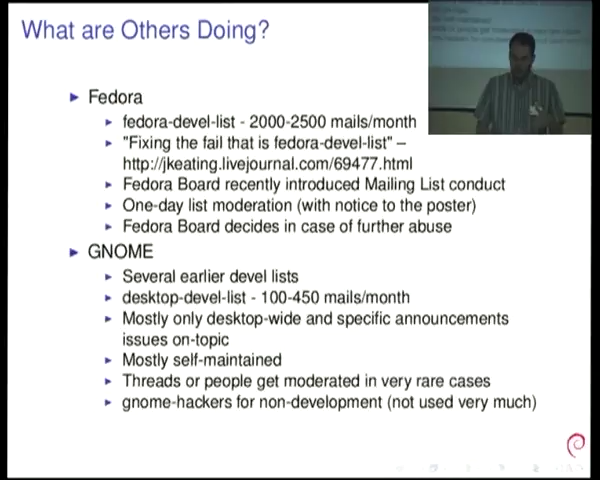 What are Others Doing?
Fedora
fedora-devel-list - 2000-2500 mails/month
"Fixing the fail that is fedora-devel-list" –
http://jkeating.livejournal.com/69477.html
Fedora Board recently introduced Mailing List conduct
One-day list moderation (with notice to the poster)
Fedora Board decides in case of further abuse
GNOME
Several earlier devel lists
desktop-devel-list - 100-450 mails/month
Mostly only desktop-wide and specific announcements
issues on-topic
Mostly self-maintained
Threads or people get moderated in very rare cases
gnome-hackers for non-development (not used very much)